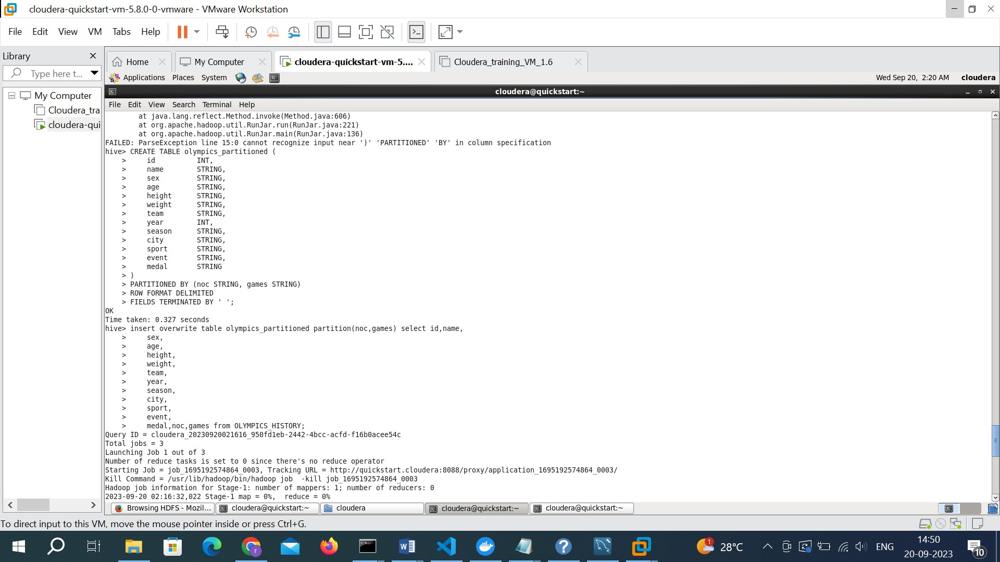 cloudera-quickstart-vm-5.8.0-0-vmware - VMware Workstation
File Edit View VM Tabs Help
Library
Type here t...
My Computer
Cloudera_tra
cloudera-qui
Home
My Computer
cloudera-quickstart-vm-5....
Cloudera_training_VM_1.6
Applications Places System
Wed Sep 20, 2:20 AM cloudera
cloudera@quickstart:~
File Edit View Search Terminal Help
        at java.lang.reflect.Method.invoke(Method.java:606)
        at org.apache.hadoop.util.RunJar.run(RunJar.java:221)
        at org.apache.hadoop.util.RunJar.main(RunJar.java:136)
FAILED: ParseException line 15:0 cannot recognize input near ')' 'PARTITIONED' 'BY' in column specification
hive> CREATE TABLE olympics_partitioned (
    >     id          INT,
    >     name        STRING,
    >     sex         STRING,
    >     age         STRING,
    >     height      STRING,
    >     weight      STRING,
    >     team        STRING,
    >     year        INT,
    >     season      STRING,
    >     city        STRING,
    >     sport       STRING,
    >     event       STRING,
    >     medal       STRING
    > )
    > PARTITIONED BY (noc STRING, games STRING)
    > ROW FORMAT DELIMITED
    > FIELDS TERMINATED BY ' ';
OK
Time taken: 0.327 seconds
hive> insert overwrite table olympics_partitioned partition(noc,games) select id,name,
    >     sex,
    >     age,
    >     height,
    >     weight,
    >     team,
    >     year,
    >     season,
    >     city,
    >     sport,
    >     event,
    >     medal,noc,games from OLYMPICS_HISTORY;
Query ID = cloudera_20230920021616_950fd1eb-2442-4bcc-acfd-f16b0acee54c
Total jobs = 3
Launching Job 1 out of 3
Number of reduce tasks is set to 0 since there's no reduce operator
Starting Job = job_1695192574864_0003, Tracking URL = http://quickstart.cloudera:8088/proxy/application_1695192574864_0003/
Kill Command = /usr/lib/hadoop/bin/hadoop job  -kill job_1695192574864_0003
Hadoop job information for Stage-1: number of mappers: 1; number of reducers: 0
2023-09-20 02:16:32,022 Stage-1 map = 0%,  reduce = 0%
Browsing HDFS - Mozil...
cloudera@quickstart:~
cloudera
cloudera@quickstart:~
cloudera@quickstart:~
To direct input to this VM, move the mouse pointer inside or press Ctrl+G.
1
28°C
ENG
14:50
20-09-2023
10